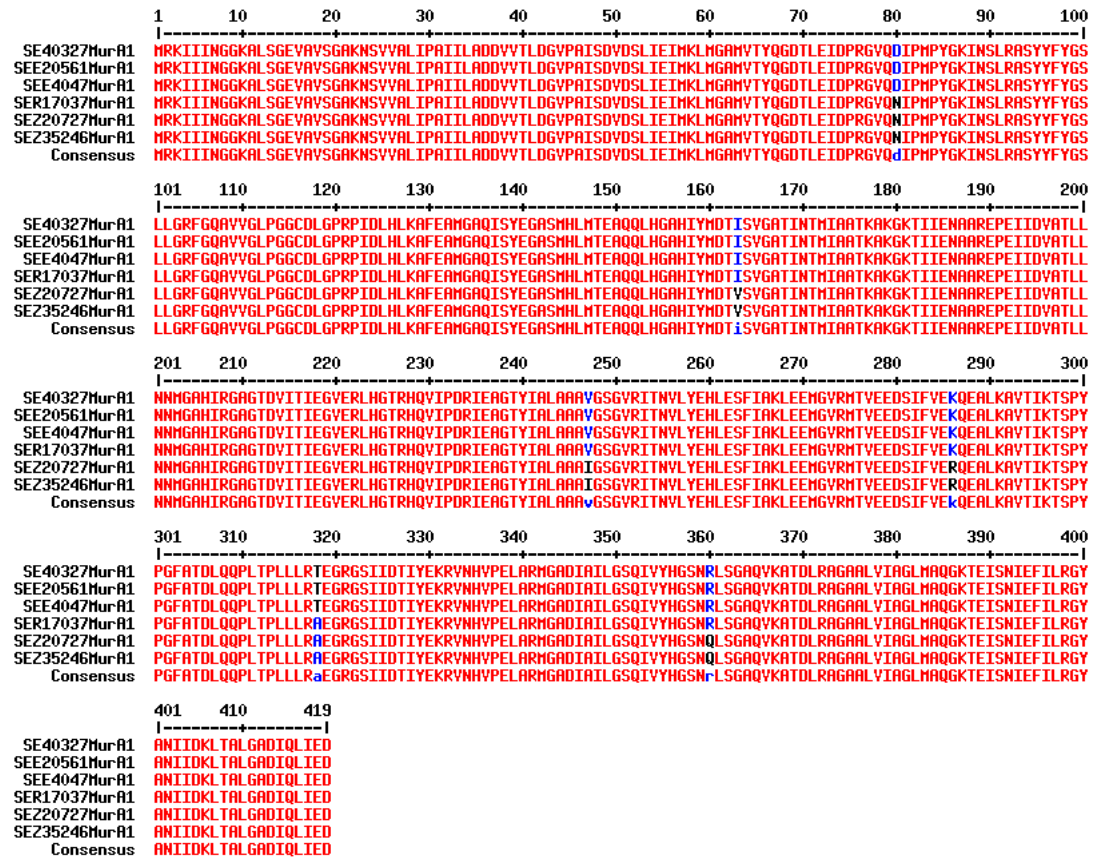 1 10 20 30 40 50 60 70 80 90 100
|--------+---------+---------+---------+---------+---------+---------+---------+---------+---------|
SE40327MurA1 MRKIIINGGKALSGEVAVSGAKNSVVALIPAIILADDVVTLDGVPAISDVDSLIEIMKLMGAMVTYQGDTLEIDPRGVQDIPMPYGKINSLRASYYFYGS
SEE20561MurA1 MRKIIINGGKALSGEVAVSGAKNSVVALIPAIILADDVVTLDGVPAISDVDSLIEIMKLMGAMVTYQGDTLEIDPRGVQDIPMPYGKINSLRASYYFYGS
SEE4047MurA1 MRKIIINGGKALSGEVAVSGAKNSVVALIPAIILADDVVTLDGVPAISDVDSLIEIMKLMGAMVTYQGDTLEIDPRGVQDIPMPYGKINSLRASYYFYGS
SER17037MurA1 MRKIIINGGKALSGEVAVSGAKNSVVALIPAIILADDVVTLDGVPAISDVDSLIEIMKLMGAMVTYQGDTLEIDPRGVQNIPMPYGKINSLRASYYFYGS
SEZ20727MurA1 MRKIIINGGKALSGEVAVSGAKNSVVALIPAIILADDVVTLDGVPAISDVDSLIEIMKLMGAMVTYQGDTLEIDPRGVQNIPMPYGKINSLRASYYFYGS
SEZ35246MurA1 MRKIIINGGKALSGEVAVSGAKNSVVALIPAIILADDVVTLDGVPAISDVDSLIEIMKLMGAMVTYQGDTLEIDPRGVQNIPMPYGKINSLRASYYFYGS
Consensus MRKIIINGGKALSGEVAVSGAKNSVVALIPAIILADDVVTLDGVPAISDVDSLIEIMKLMGAMVTYQGDTLEIDPRGVQdIPMPYGKINSLRASYYFYGS
101 110 120 130 140 150 160 170 180 190 200
|--------+---------+---------+---------+---------+---------+---------+---------+---------+---------|
SE40327MurA1 LLGRFGQAVVGLPGGCDLGPRPIDLHLKAFEAMGAQISYEGASMHLMTEAQQLHGAHIYMDTISVGATINTMIAATKAKGKTIIENAAREPEIIDVATLL
SEE20561MurA1 LLGRFGQAVVGLPGGCDLGPRPIDLHLKAFEAMGAQISYEGASMHLMTEAQQLHGAHIYMDTISVGATINTMIAATKAKGKTIIENAAREPEIIDVATLL
SEE4047MurA1 LLGRFGQAVVGLPGGCDLGPRPIDLHLKAFEAMGAQISYEGASMHLMTEAQQLHGAHIYMDTISVGATINTMIAATKAKGKTIIENAAREPEIIDVATLL
SER17037MurA1 LLGRFGQAVVGLPGGCDLGPRPIDLHLKAFEAMGAQISYEGASMHLMTEAQQLHGAHIYMDTISVGATINTMIAATKAKGKTIIENAAREPEIIDVATLL
SEZ20727MurA1 LLGRFGQAVVGLPGGCDLGPRPIDLHLKAFEAMGAQISYEGASMHLMTEAQQLHGAHIYMDTVSVGATINTMIAATKAKGKTIIENAAREPEIIDVATLL
SEZ35246MurA1 LLGRFGQAVVGLPGGCDLGPRPIDLHLKAFEAMGAQISYEGASMHLMTEAQQLHGAHIYMDTVSVGATINTMIAATKAKGKTIIENAAREPEIIDVATLL
Consensus LLGRFGQAVVGLPGGCDLGPRPIDLHLKAFEAMGAQISYEGASMHLMTEAQQLHGAHIYMDTiSVGATINTMIAATKAKGKTIIENAAREPEIIDVATLL
201 210 220 230 240 250 260 270 280 290 300
|--------+---------+---------+---------+---------+---------+---------+---------+---------+---------|
SE40327MurA1 NNMGAHIRGAGTDVITIEGVERLHGTRHQVIPDRIEAGTYIALAAAVGSGVRITNVLYEHLESFIAKLEEMGVRMTVEEDSIFVEKQEALKAVTIKTSPY
SEE20561MurA1 NNMGAHIRGAGTDVITIEGVERLHGTRHQVIPDRIEAGTYIALAAAVGSGVRITNVLYEHLESFIAKLEEMGVRMTVEEDSIFVEKQEALKAVTIKTSPY
SEE4047MurA1 NNMGAHIRGAGTDVITIEGVERLHGTRHQVIPDRIEAGTYIALAAAVGSGVRITNVLYEHLESFIAKLEEMGVRMTVEEDSIFVEKQEALKAVTIKTSPY
SER17037MurA1 NNMGAHIRGAGTDVITIEGVERLHGTRHQVIPDRIEAGTYIALAAAVGSGVRITNVLYEHLESFIAKLEEMGVRMTVEEDSIFVEKQEALKAVTIKTSPY
SEZ20727MurA1 NNMGAHIRGAGTDVITIEGVERLHGTRHQVIPDRIEAGTYIALAAAIGSGVRITNVLYEHLESFIAKLEEMGVRMTVEEDSIFVERQEALKAVTIKTSPY
SEZ35246MurA1 NNMGAHIRGAGTDVITIEGVERLHGTRHQVIPDRIEAGTYIALAAAIGSGVRITNVLYEHLESFIAKLEEMGVRMTVEEDSIFVERQEALKAVTIKTSPY
Consensus NNMGAHIRGAGTDVITIEGVERLHGTRHQVIPDRIEAGTYIALAAAvGSGVRITNVLYEHLESFIAKLEEMGVRMTVEEDSIFVEkQEALKAVTIKTSPY
301 310 320 330 340 350 360 370 380 390 400
|--------+---------+---------+---------+---------+---------+---------+---------+---------+---------|
SE40327MurA1 PGFATDLQQPLTPLLLRTEGRGSIIDTIYEKRVNHVPELARMGADIAILGSQIVYHGSNRLSGAQVKATDLRAGAALVIAGLMAQGKTEISNIEFILRGY
SEE20561MurA1 PGFATDLQQPLTPLLLRTEGRGSIIDTIYEKRVNHVPELARMGADIAILGSQIVYHGSNRLSGAQVKATDLRAGAALVIAGLMAQGKTEISNIEFILRGY
SEE4047MurA1 PGFATDLQQPLTPLLLRTEGRGSIIDTIYEKRVNHVPELARMGADIAILGSQIVYHGSNRLSGAQVKATDLRAGAALVIAGLMAQGKTEISNIEFILRGY
SER17037MurA1 PGFATDLQQPLTPLLLRAEGRGSIIDTIYEKRVNHVPELARMGADIAILGSQIVYHGSNRLSGAQVKATDLRAGAALVIAGLMAQGKTEISNIEFILRGY
SEZ20727MurA1 PGFATDLQQPLTPLLLRAEGRGSIIDTIYEKRVNHVPELARMGADIAILGSQIVYHGSNQLSGAQVKATDLRAGAALVIAGLMAQGKTEISNIEFILRGY
SEZ35246MurA1 PGFATDLQQPLTPLLLRAEGRGSIIDTIYEKRVNHVPELARMGADIAILGSQIVYHGSNQLSGAQVKATDLRAGAALVIAGLMAQGKTEISNIEFILRGY
Consensus PGFATDLQQPLTPLLLRaEGRGSIIDTIYEKRVNHVPELARMGADIAILGSQIVYHGSNrLSGAQVKATDLRAGAALVIAGLMAQGKTEISNIEFILRGY
401 410 419
|--------+--------|
SE40327MurA1 ANIIDKLTALGADIQLIED
SEE20561MurA1 ANIIDKLTALGADIQLIED
SEE4047MurA1 ANIIDKLTALGADIQLIED
SER17037MurA1 ANIIDKLTALGADIQLIED
SEZ20727MurA1 ANIIDKLTALGADIQLIED
SEZ35246MurA1 ANIIDKLTALGADIQLIED
Consensus ANIIDKLTALGADIQLIED